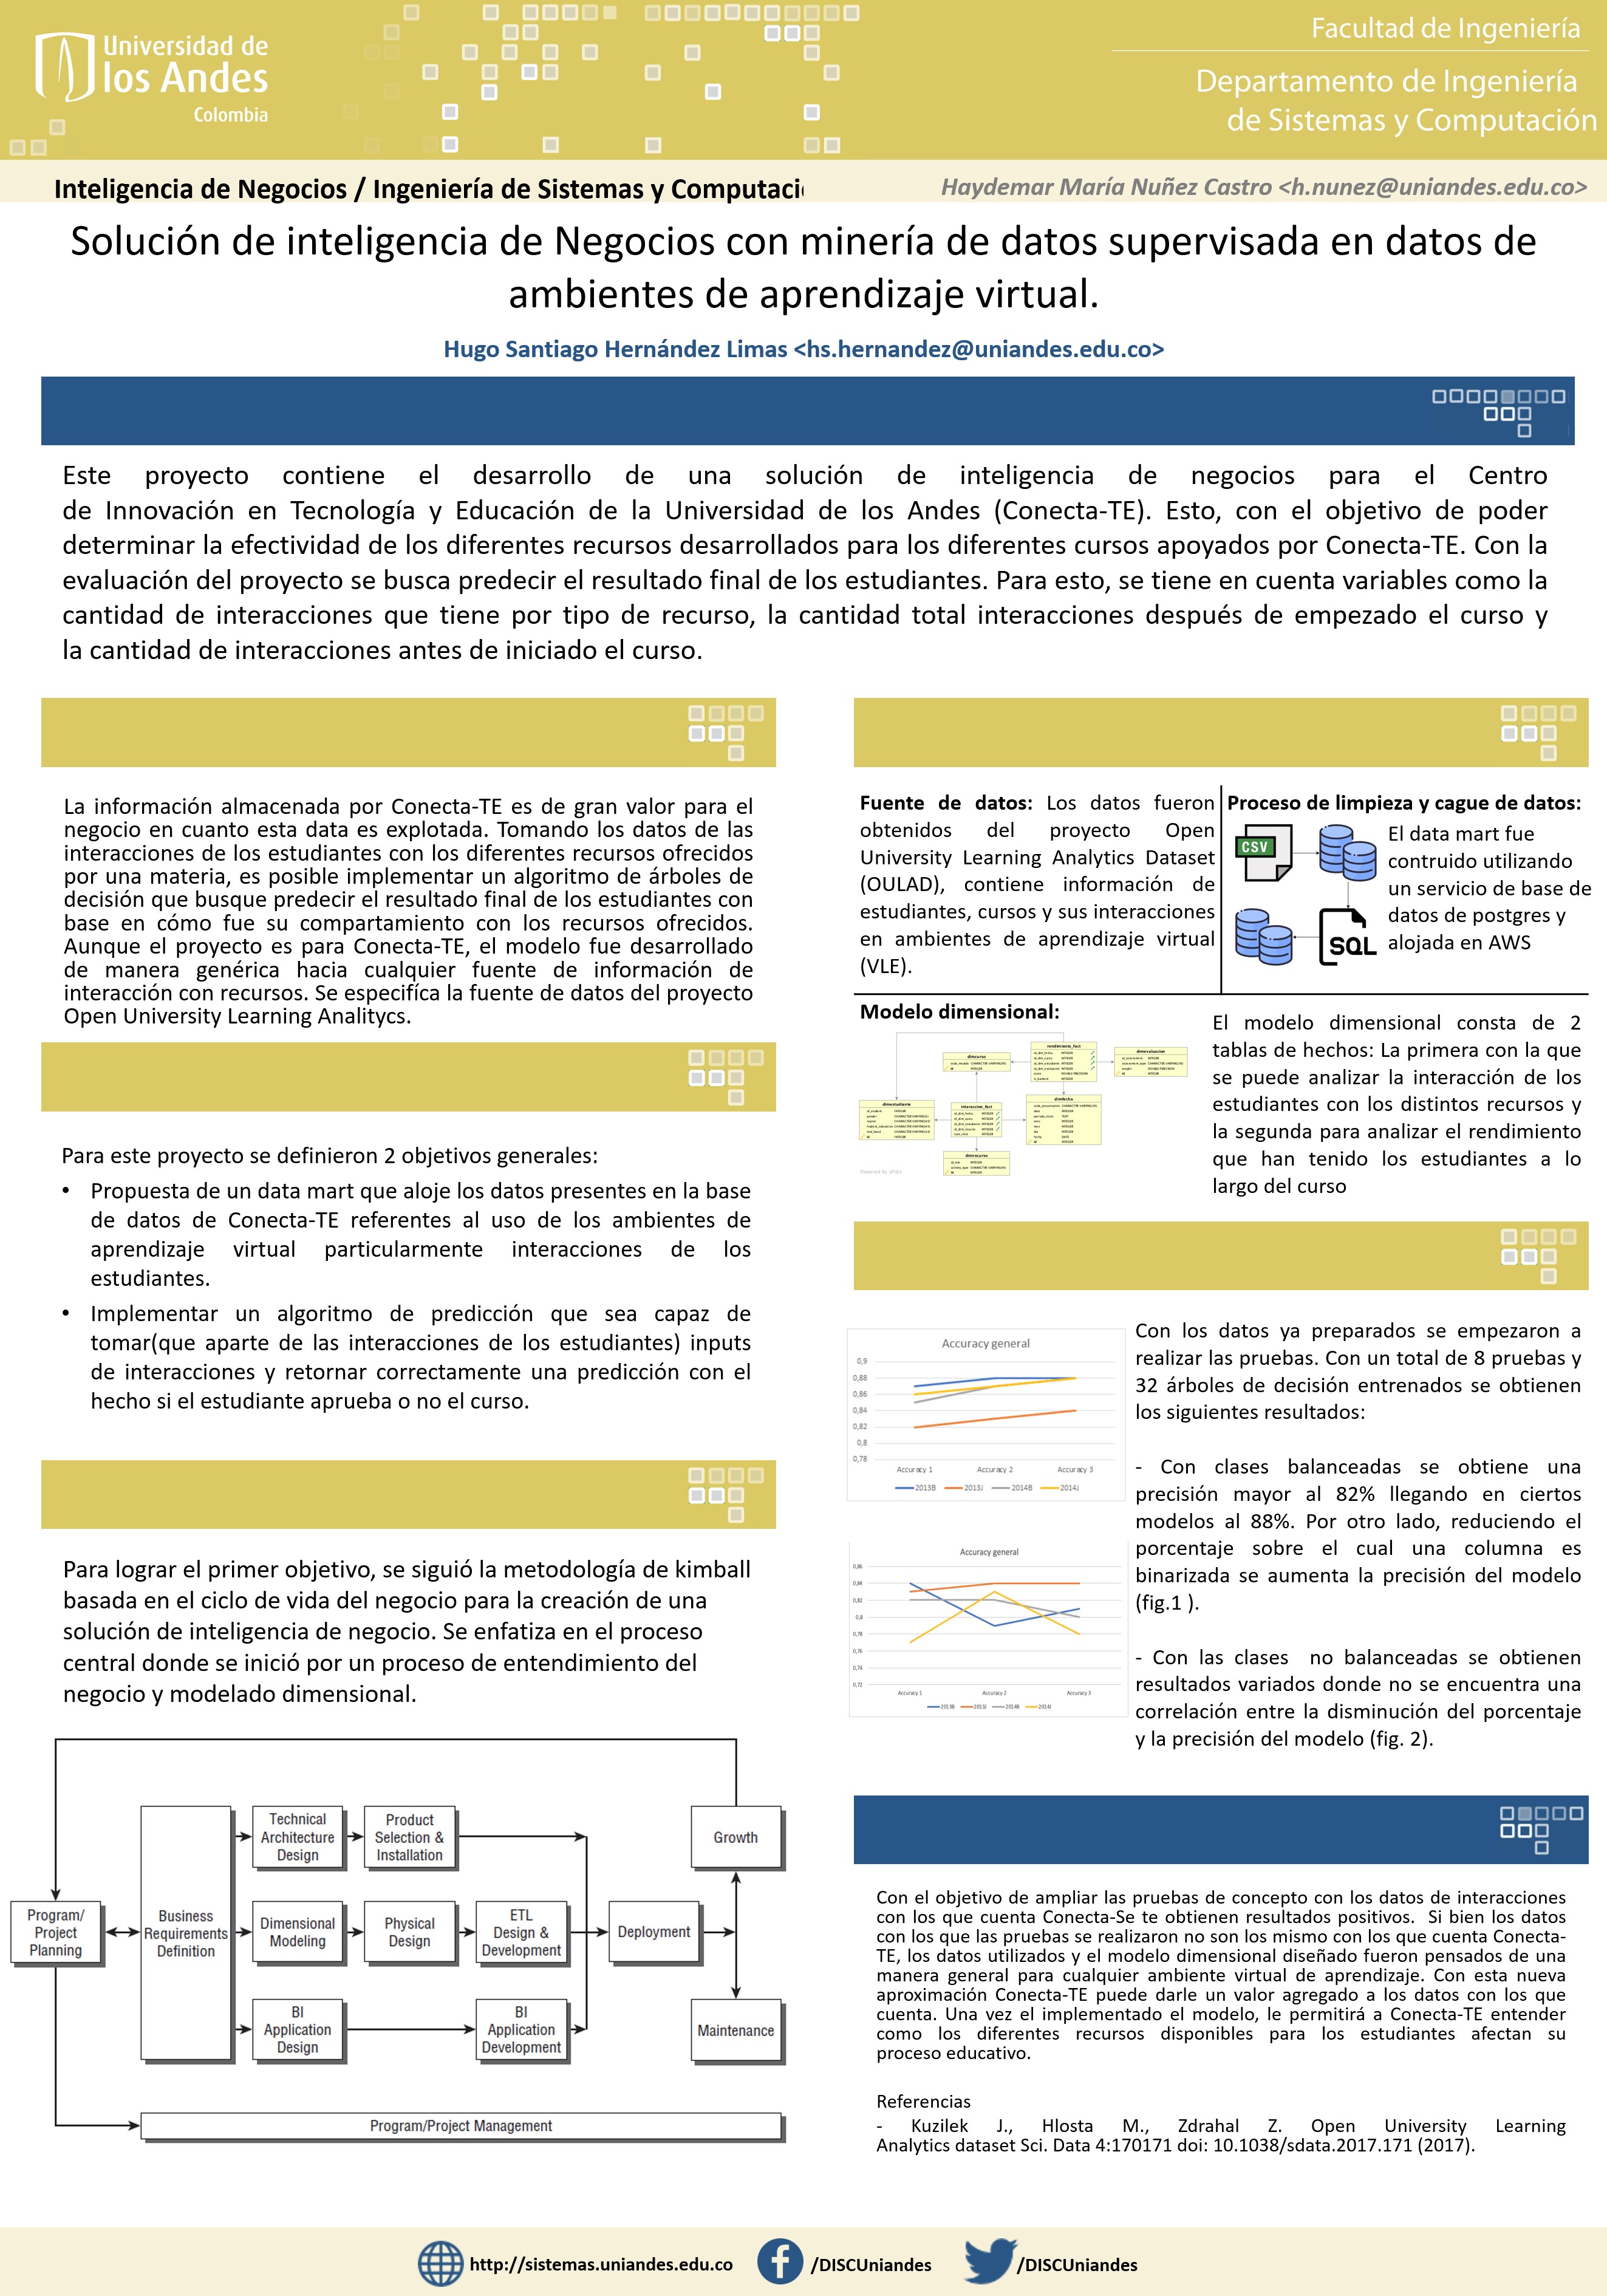 Universidad de
los Andes
Colombia
Facultad de Ingeniería
Departamento de Ingeniería
de Sistemas y Computación
Inteligencia de Negocios / Ingeniería de Sistemas y Computaci
Haydemar María Nuñez Castro <h.nunez@uniandes.edu.co>
Solución de inteligencia de Negocios con minería de datos supervisada en datos de
ambientes de aprendizaje virtual.
Hugo Santiago Hernández Limas <hs.hernandez@uniandes.edu.co>
Este proyecto contiene el desarrollo de una solución de inteligencia de negocios para el Centro
de Innovación en Tecnología y Educación de la Universidad de los Andes (Conecta-TE). Esto, con el objetivo de poder
determinar la efectividad de los diferentes recursos desarrollados para los diferentes cursos apoyados por Conecta-TE. Con la
evaluación del proyecto se busca predecir el resultado final de los estudiantes. Para esto, se tiene en cuenta variables como la
cantidad de interacciones que tiene por tipo de recurso, la cantidad total interacciones después de empezado el curso y
la cantidad de interacciones antes de iniciado el curso.
La información almacenada por Conecta-TE es de gran valor para el
negocio en cuanto esta data es explotada. Tomando los datos de las
interacciones de los estudiantes con los diferentes recursos ofrecidos
por una materia, es posible implementar un algoritmo de árboles de
decisión que busque predecir el resultado final de los estudiantes con
base en cómo fue su compartamiento con los recursos ofrecidos.
Aunque el proyecto es para Conecta-TE, el modelo fue desarrollado
de manera genérica hacia cualquier fuente de información de
interacción con recursos. Se especifíca la fuente de datos del proyecto
Open University Learning Analitycs.
Para este proyecto se definieron 2 objetivos generales:
• Propuesta de un data mart que aloje los datos presentes en la base
de datos de Conecta-TE referentes al uso de los ambientes de
aprendizaje virtual particularmente interacciones de los
estudiantes.
• Implementar un algoritmo de predicción que sea capaz de
tomar(que aparte de las interacciones de los estudiantes) inputs
de interacciones y retornar correctamente una predicción con el
hecho si el estudiante aprueba o no el curso.
Para lograr el primer objetivo, se siguió la metodología de kimball
basada en el ciclo de vida del negocio para la creación de una
solución de inteligencia de negocio. Se enfatiza en el proceso
central donde se inició por un proceso de entendimiento del
negocio y modelado dimensional.
Technical
Architecture
Design
Product
Selection &
Installation
Growth
Program/
Project
Planning
Business
Requirements
Definition
Dimensional
Modeling
Physical
Design
ETL
Design &
Development
Deployment
BI
Application
Design
BI
Application
Development
Maintenance
Program/Project Management
Fuente de datos: Los datos fueron
obtenidos del proyecto Open
University Learning Analytics Dataset
(OULAD), contiene información de
estudiantes, cursos y sus interacciones
en ambientes de aprendizaje virtual
(VLE).
Proceso de limpieza y cague de datos:
CSV
SQL
El data mart fue
contruido utilizando
un servicio de base de
datos de postgres y
alojada en AWS
Modelo dimensional:
rendimiento_fact
dimcurso
dimevaluacion
dimestudiante
interaccion_fact
dimfecha
dimrecurso
Powered by yFiles
El modelo dimensional consta de 2
tablas de hechos: La primera con la que
se puede analizar la interacción de los
estudiantes con los distintos recursos y
la segunda para analizar el rendimiento
que han tenido los estudiantes a lo
largo del curso
Accuracy general
0,9
0,88
0,86
0,84
0,82
0,8
0,78
Accuracy 1 Accuracy 2 Accuracy 3
2013B 2013J 2014B 2014J
Accuracy general
0,86
0,84
0,82
0,8
0,78
0,76
0,74
0,72
Accuracy 1 Accuracy 2 Accuracy 3
2013B 2013J 2014B 2014J
Con los datos ya preparados se empezaron a
realizar las pruebas. Con un total de 8 pruebas y
32 árboles de decisión entrenados se obtienen
los siguientes resultados:
- Con clases balanceadas se obtiene una
precisión mayor al 82% llegando en ciertos
modelos al 88%. Por otro lado, reduciendo el
porcentaje sobre el cual una columna es
binarizada se aumenta la precisión del modelo
(fig.1 ).
- Con las clases no balanceadas se obtienen
resultados variados donde no se encuentra una
correlación entre la disminución del porcentaje
y la precisión del modelo (fig. 2).
Con el objetivo de ampliar las pruebas de concepto con los datos de interacciones
con los que cuenta Conecta-Se te obtienen resultados positivos. Si bien los datos
con los que las pruebas se realizaron no son los mismo con los que cuenta Conecta-
TE, los datos utilizados y el modelo dimensional diseñado fueron pensados de una
manera general para cualquier ambiente virtual de aprendizaje. Con esta nueva
aproximación Conecta-TE puede darle un valor agregado a los datos con los que
cuenta. Una vez el implementado el modelo, le permitirá a Conecta-TE entender
como los diferentes recursos disponibles para los estudiantes afectan su
proceso educativo.
Referencias
- Kuzilek J., Hlosta M., Zdrahal Z. Open University Learning
Analytics dataset Sci. Data 4:170171 doi: 10.1038/sdata.2017.171 (2017).
http://sistemas.uniandes.edu.co
/DISCUniandes
/DISCUniandes